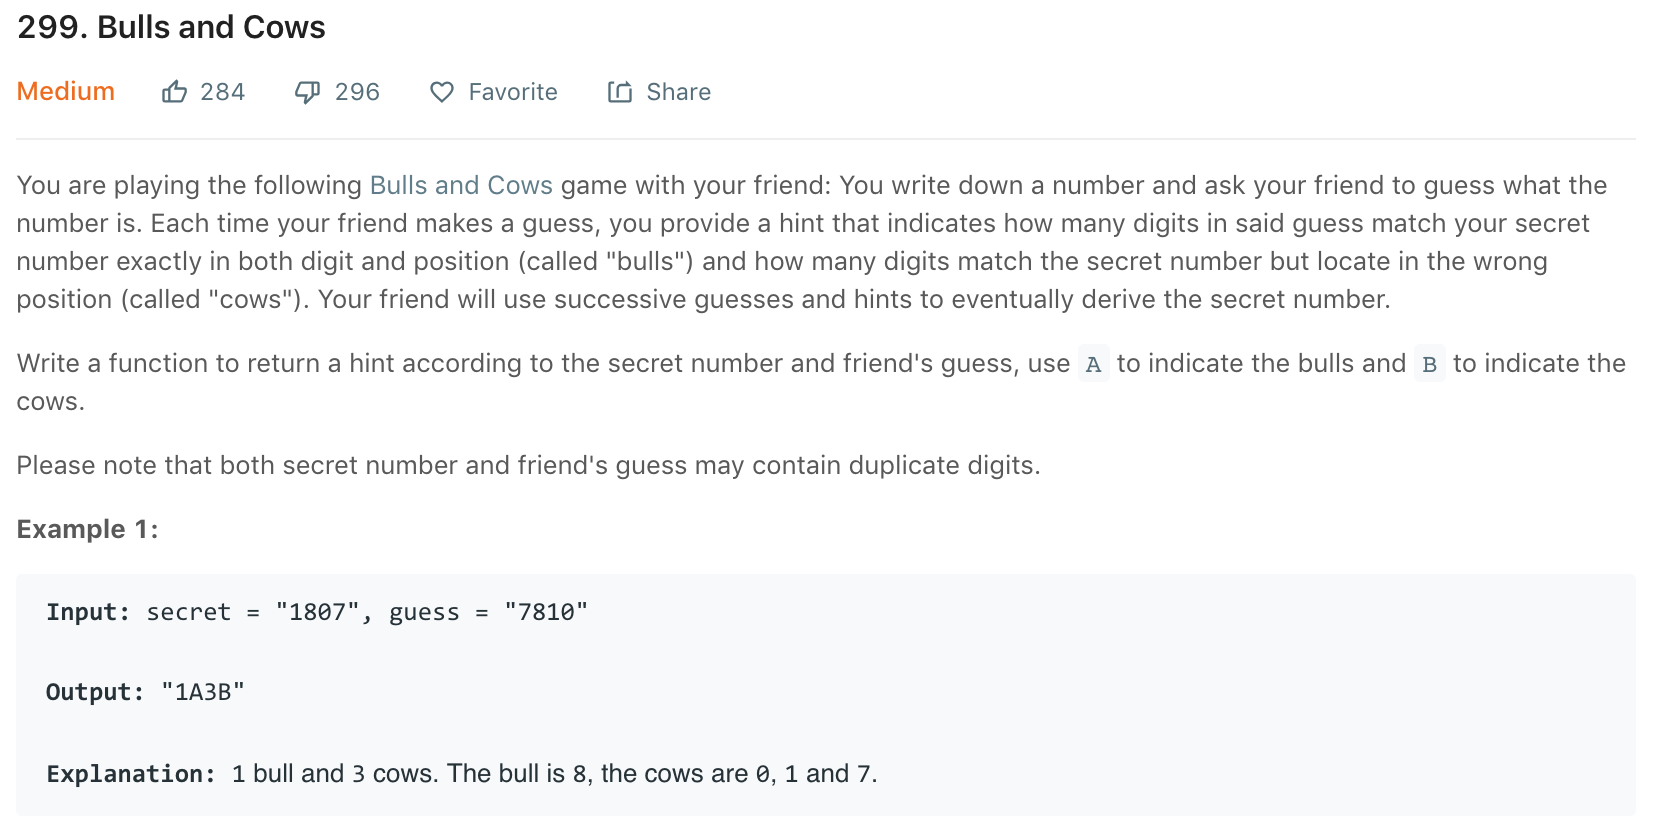 299. Bulls and Cows
Medium 284 296 Favorite Share
You are playing the following Bulls and Cows game with your friend: You write down a number and ask your friend to guess what the
number is. Each time your friend makes a guess, you provide a hint that indicates how many digits in said guess match your secret
number exactly in both digit and position (called "bulls") and how many digits match the secret number but locate in the wrong
position (called "cows"). Your friend will use successive guesses and hints to eventually derive the secret number.
Write a function to return a hint according to the secret number and friend's guess, use A to indicate the bulls and B to indicate the
cows.
Please note that both secret number and friend's guess may contain duplicate digits.
Example 1:
Input: secret = "1807", guess = "7810"
Output: "1A3B"
Explanation: 1 bull and 3 cows. The bull is 8, the cows are 0, 1 and 7.